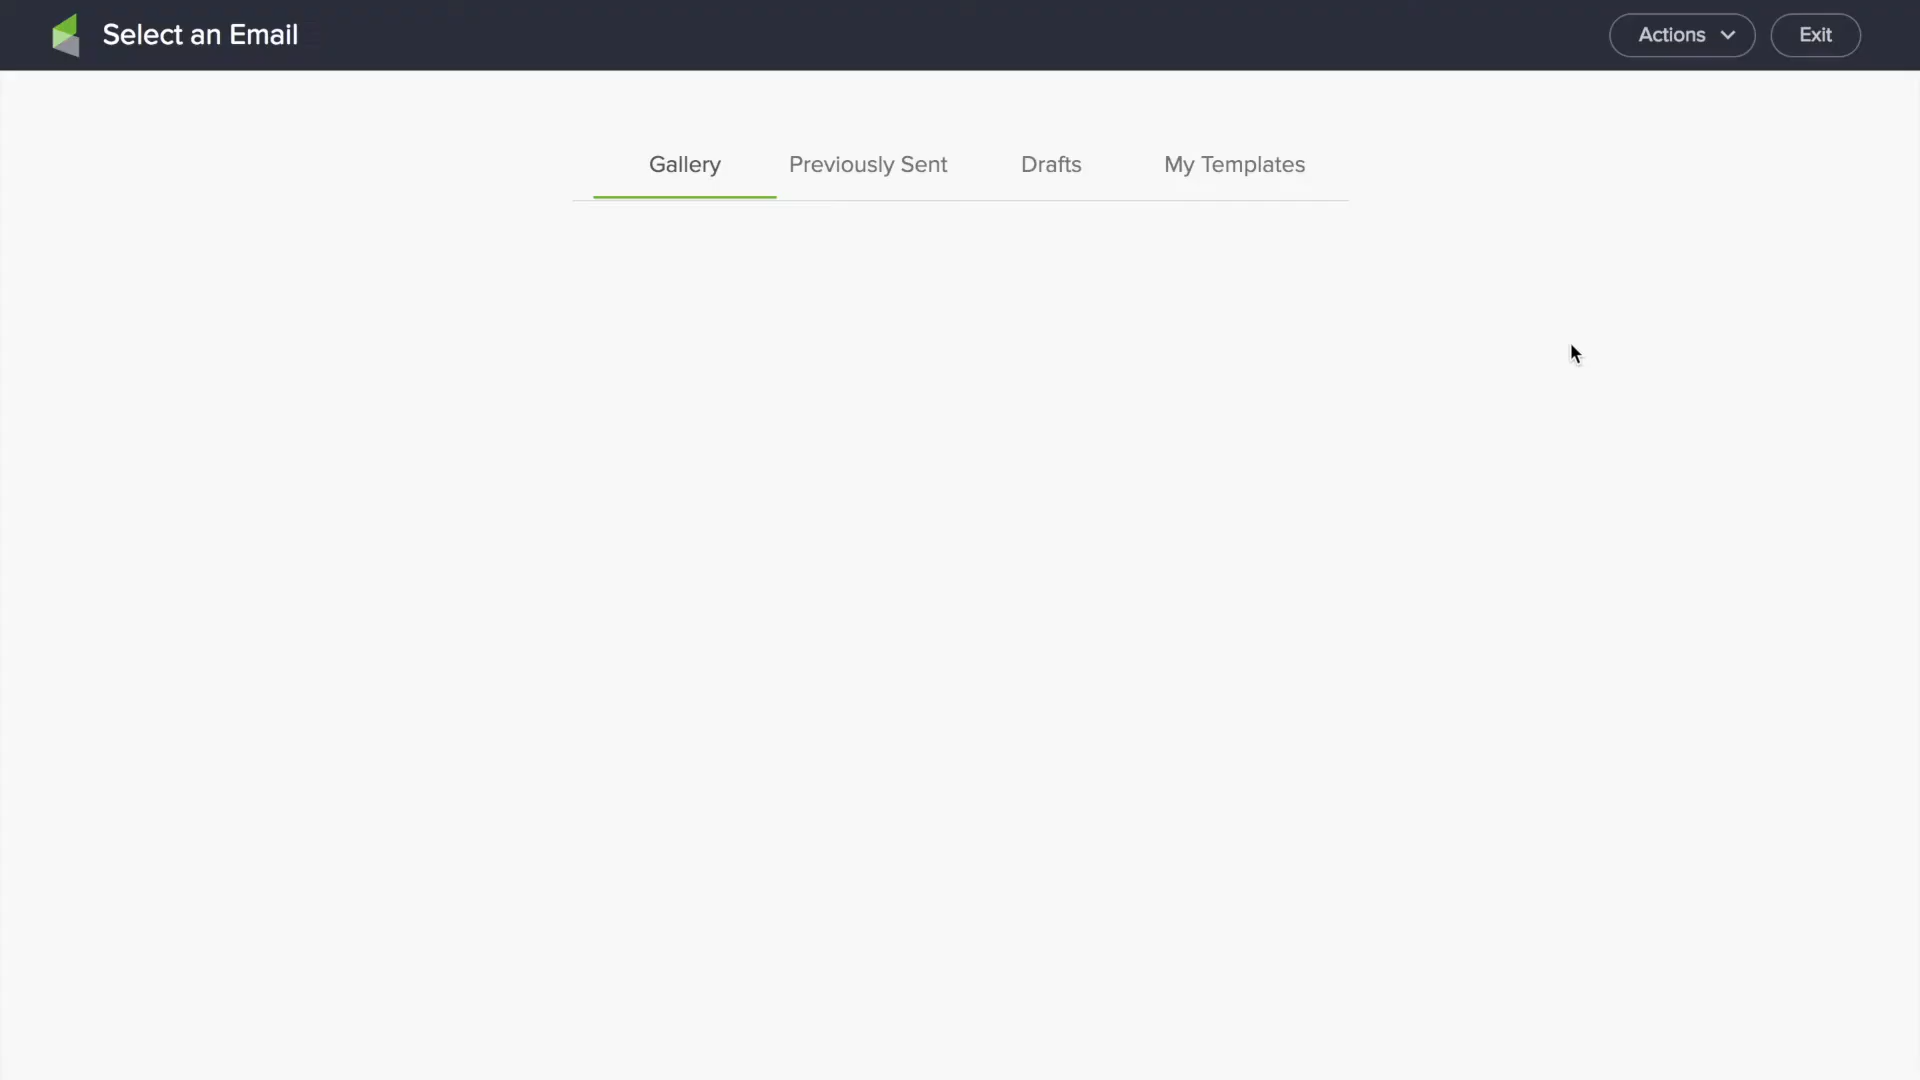 Select an Email
Actions
Exit
Gallery
Previously Sent
Drafts
My Templates